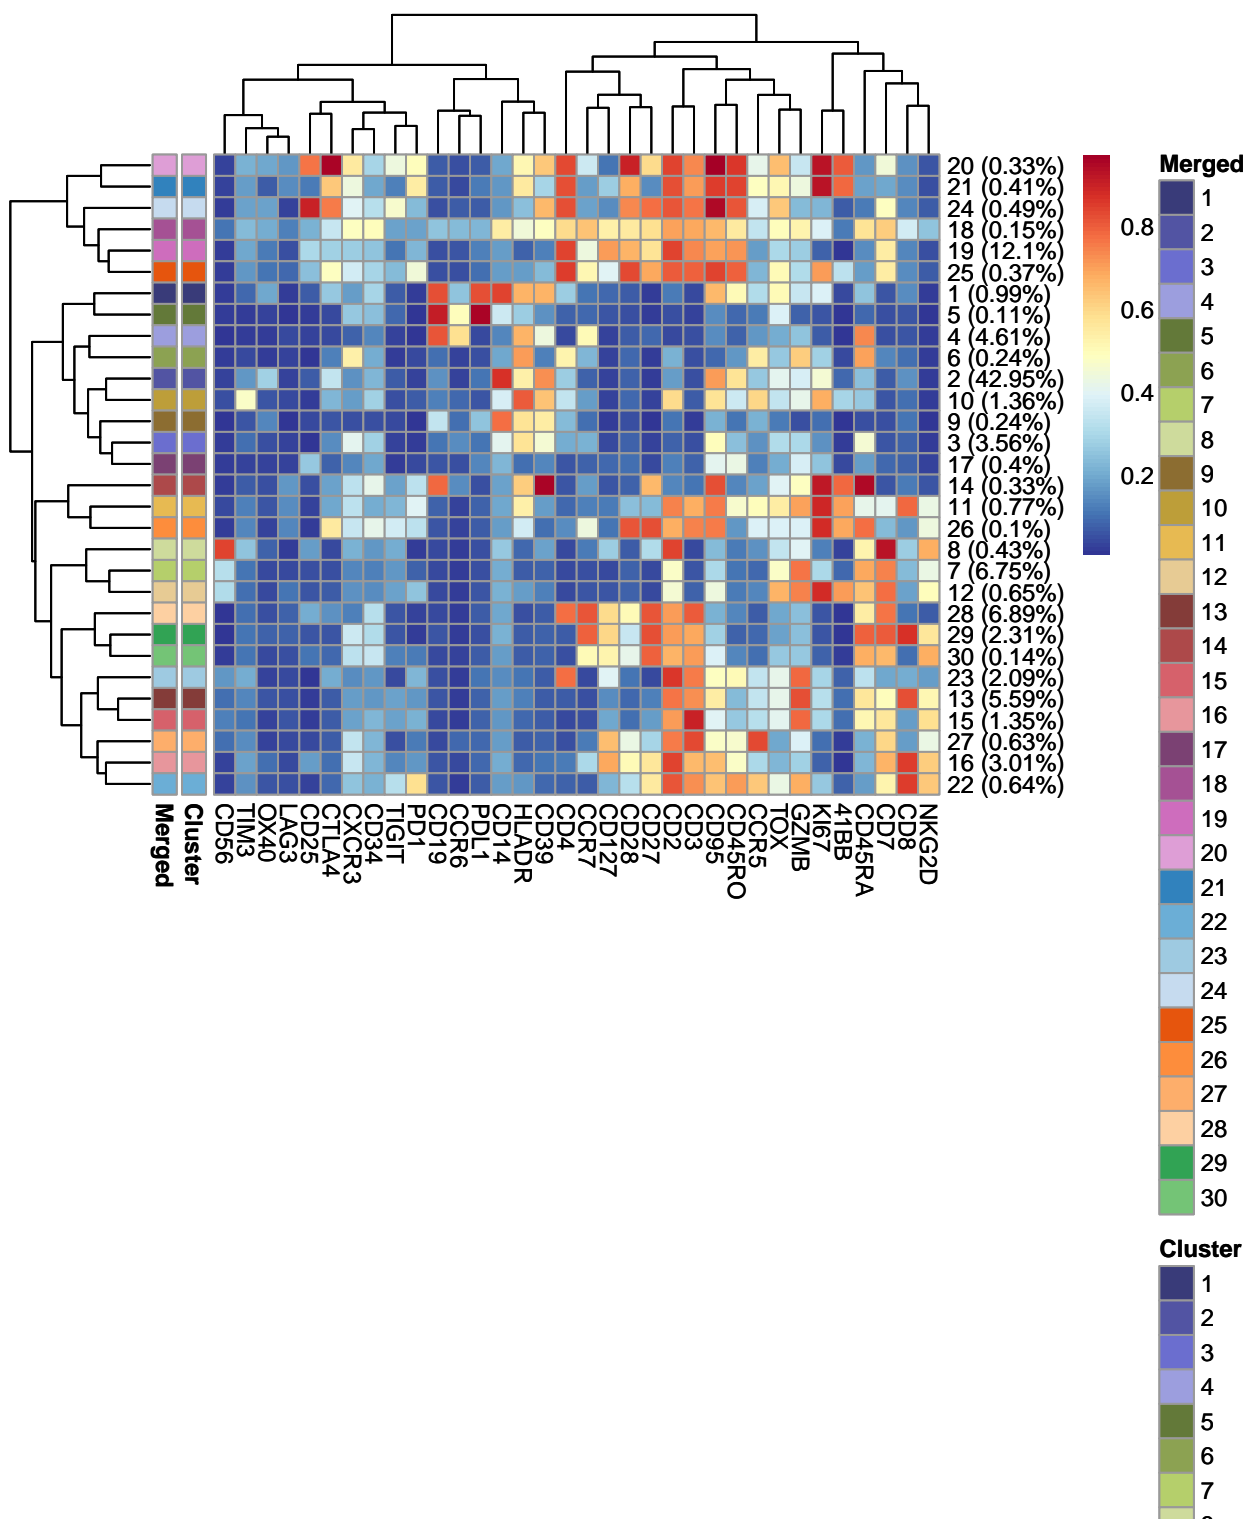 20 (0.33%)
21 (0.41%)
24 (0.49%)
18 (0.15%)
19 (12.1%)
25 (0.37%)
1 (0.99%)
5 (0.11%)
4 (4.61%)
6 (0.24%)
2 (42.95%)
10 (1.36%)
9 (0.24%)
3 (3.56%)
17 (0.4%)
14 (0.33%)
11 (0.77%)
26 (0.1%)
8 (0.43%)
7 (6.75%)
12 (0.65%)
28 (6.89%)
29 (2.31%)
30 (0.14%)
23 (2.09%)
13 (5.59%)
15 (1.35%)
27 (0.63%)
16 (3.01%)
22 (0.64%)
Merged
Cluster
CD56
TIM3
OX40
LAG3
CD25
CTLA4
CXCR3
CD34
TIGIT
PD1
CD19
CCR6
PDL1
CD14
HLADR
CD39
CD4
CCR7
CD127
CD28
CD27
CD2
CD3
CD95
CD45RO
CCR5
TOX
GZMB
KI67
41BB
CD45RA
CD7
CD8
NKG2D
0.8
0.6
0.4
0.2
Merged
1
2
3
4
5
6
7
8
9
10
11
12
13
14
15
16
17
18
19
20
21
22
23
24
25
26
27
28
29
30
Cluster
1
2
3
4
5
6
7